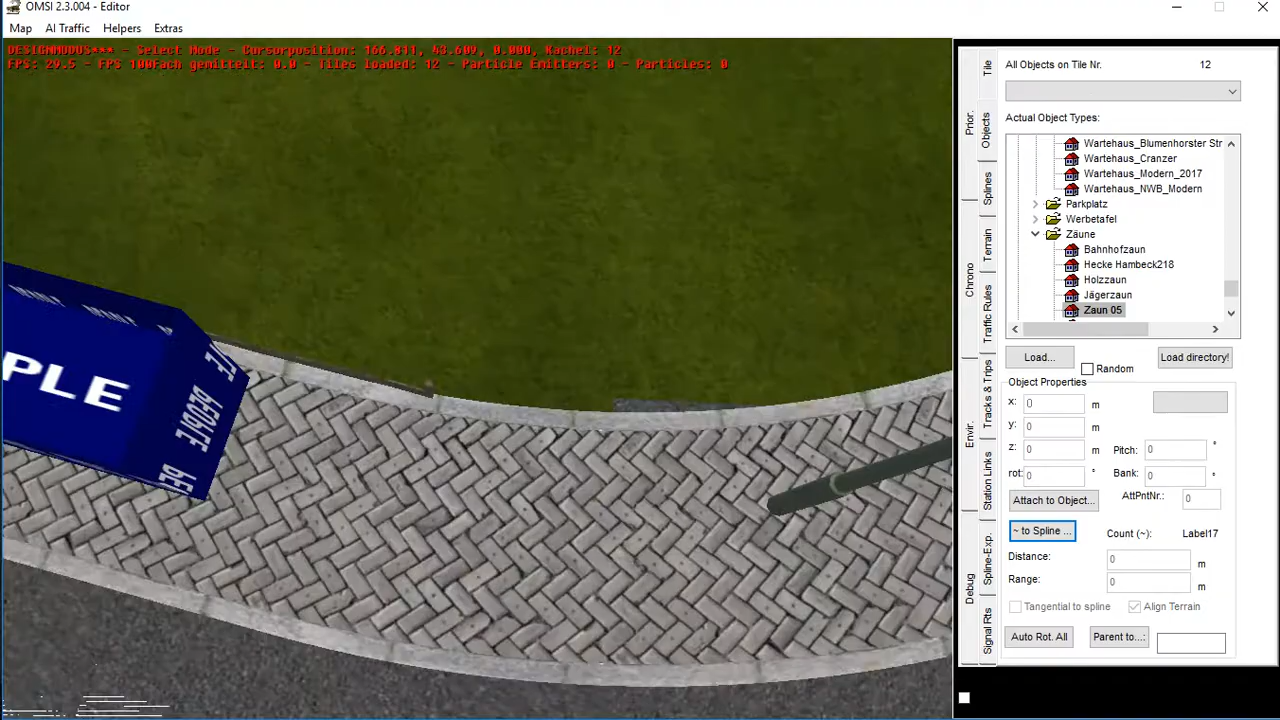 OMSI 2.3.004 - Editor
Map
AI Traffic
Helpers
Extras
DESIGNMODUS*** - Select Mode - Cursorposition: 166.841, 43.609, 0.000, Kachel: 12
FPS: 29.5 - FPS 100Fach gemittelt: 0.0 - Tiles loaded: 12 - Particle Emitters: 0 - Particles: 0
PLE
Tile
Objects
Splines
Terrain
Traffic Rules
Tracks & Trips
Station Links
Spline-Exp.
Signal Rts
Prior.
Chrono
Envir.
Debug
All Objects on Tile Nr. 12
Actual Object Types:
Wartehaus_Blumenhorster Str
Wartehaus_Cranzer
Wartehaus_Modern_2017
Wartehaus_NWB_Modern
Parkplatz
Werbetafel
Zäune
Bahnhofzaun
Hecke Hambeck218
Holzzaun
Jägerzaun
Zaun 05
Load...
Random
Load directory!
Object Properties
x: 0 m
y: 0 m
z: 0 m
Pitch: 0 °
rot: 0 °
Bank: 0 °
Attach to Object...
AttPntNr.: 0
~ to Spline ...
Count (~): Label17
Distance: 0 m
Range: 0 m
Tangential to spline
Align Terrain
Auto Rot. All
Parent to...: